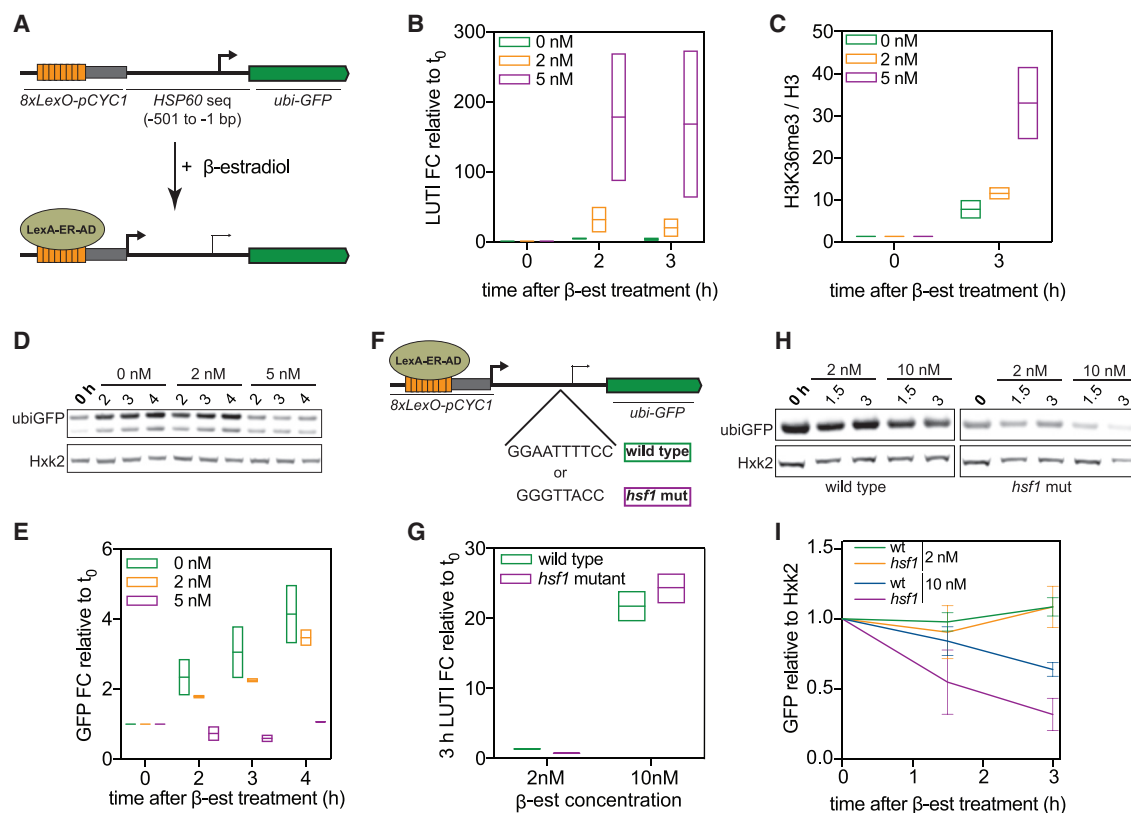 A
8xLexO-pCYC1
HSP60 seq
(-501 to -1 bp)
ubi-GFP
+ β-estradiol
LexA-ER-AD
B
LUTI FC relative to t0
300
200
100
0
0 nM
2 nM
5 nM
0 2 3
time after β-est treatment (h)
C
H3K36me3 / H3
50
40
30
20
10
0
0 nM
2 nM
5 nM
0 3
time after β-est treatment (h)
D
0 nM 2 nM 5 nM
0 h 2 3 4 2 3 4 2 3 4
ubiGFP
Hxk2
E
GFP FC relative to t0
6
4
2
0
0 nM
2 nM
5 nM
0 2 3 4
time after β-est treatment (h)
F
LexA-ER-AD
8xLexO-pCYC1
ubi-GFP
GGAATTTTCC wild type
or
GGGTTACC hsf1 mut
G
3 h LUTI FC relative to t0
30
20
10
0
wild type
hsf1 mutant
2nM 10nM
β-est concentration
H
2 nM 10 nM 2 nM 10 nM
0 h 1.5 3 1.5 3 0 1.5 3 1.5 3
ubiGFP
Hxk2
wild type hsf1 mut
I
GFP relative to Hxk2
1.5
1.0
0.5
0.0
wt
hsf1
2 nM
wt
hsf1
10 nM
0 1 2 3
time after β-est treatment (h)